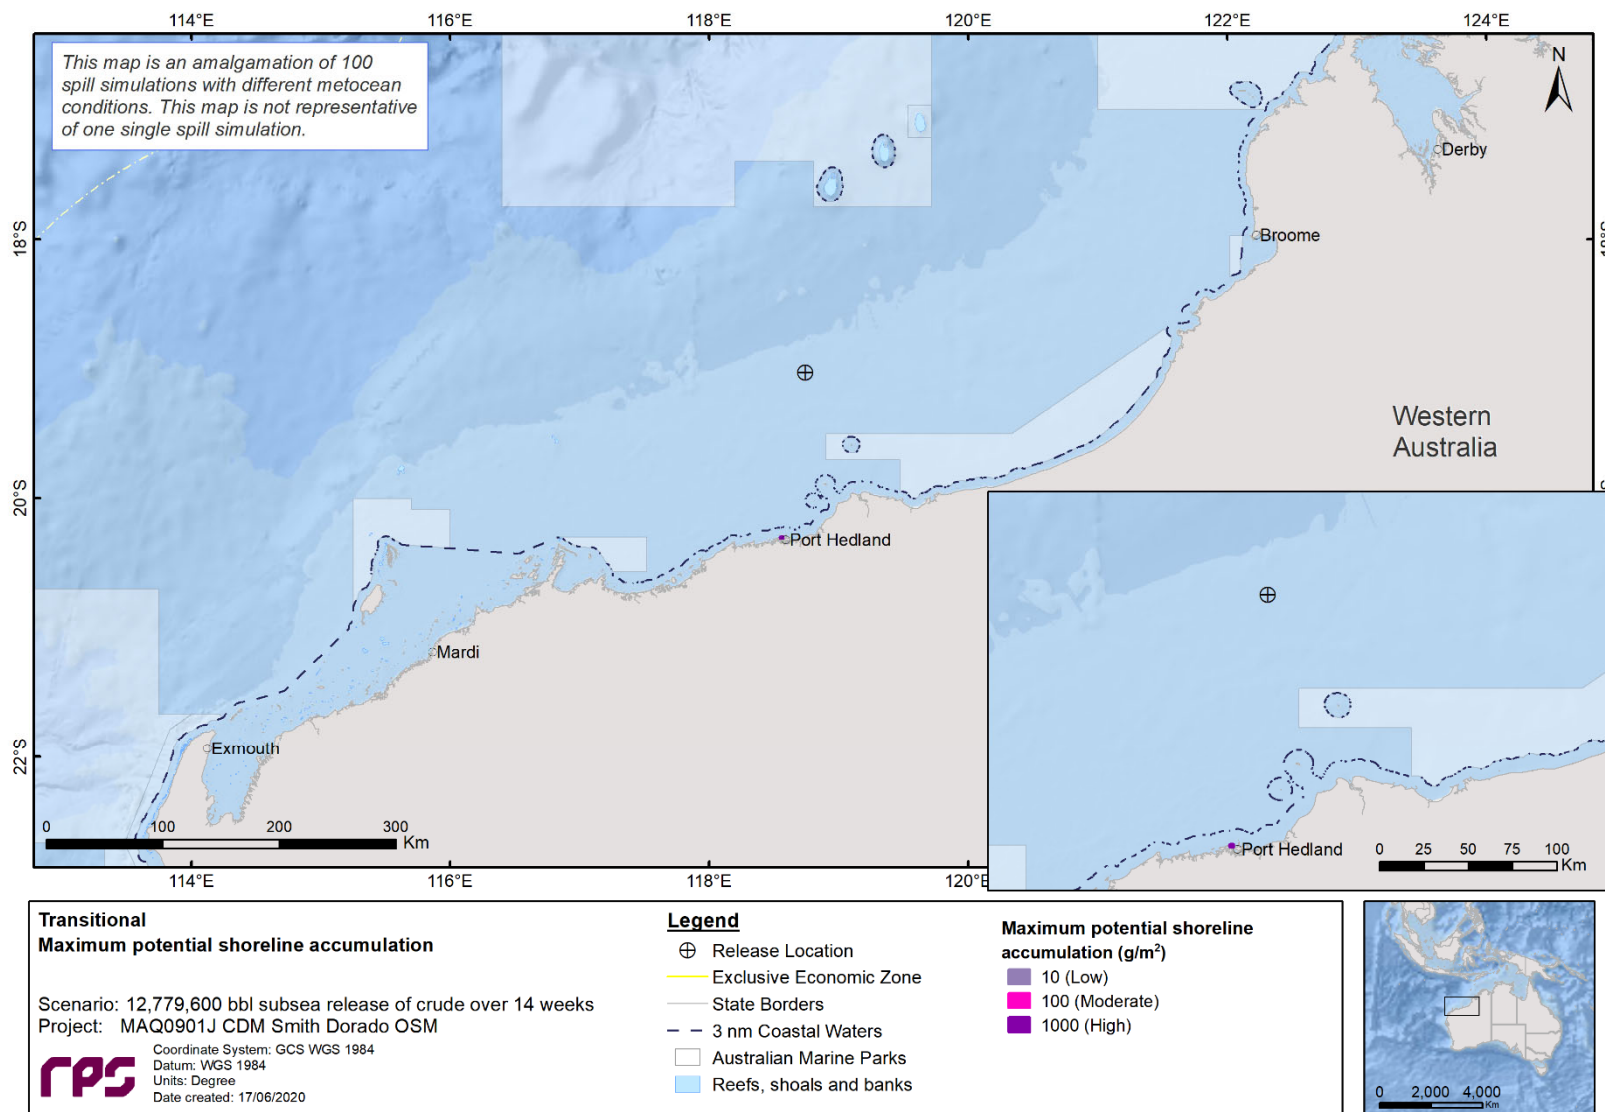 114°E
116°E
118°E
120°E
122°E
124°E
This map is an amalgamation of 100
spill simulations with different metocean
conditions. This map is not representative
of one single spill simulation.
N
Derby
18°S
Broome
Western
Australia
20°S
Port Hedland
Mardi
22°S
Exmouth
0 100 200 300
Km
Port Hedland
0 25 50 75 100
Km
114°E
116°E
118°E
120°E
Transitional
Maximum potential shoreline accumulation
Scenario: 12,779,600 bbl subsea release of crude over 14 weeks
Project: MAQ0901J CDM Smith Dorado OSM
rps
Coordinate System: GCS WGS 1984
Datum: WGS 1984
Units: Degree
Date created: 17/06/2020
Legend
Release Location
Exclusive Economic Zone
State Borders
3 nm Coastal Waters
Australian Marine Parks
Reefs, shoals and banks
Maximum potential shoreline
accumulation (g/m²)
10 (Low)
100 (Moderate)
1000 (High)
0 2,000 4,000
Km